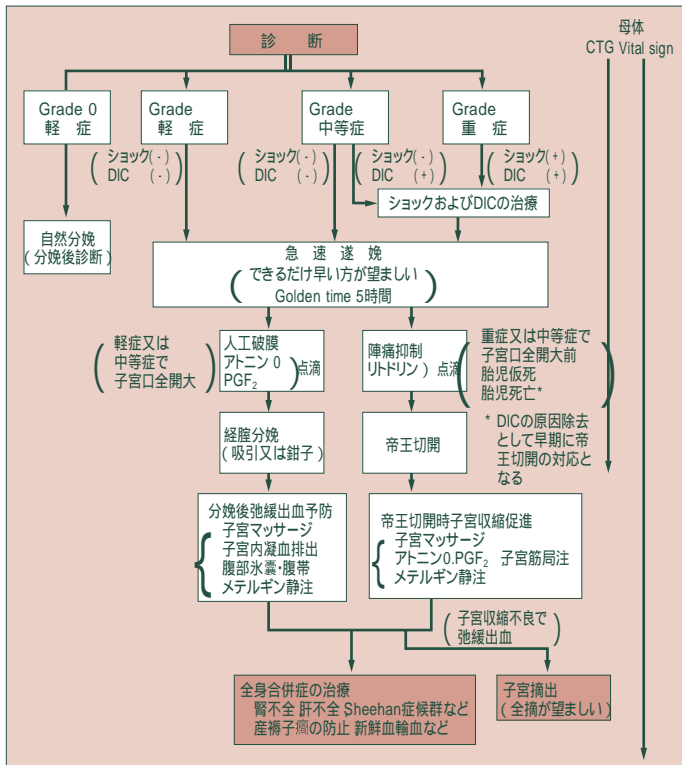 診 断
母体
CTG Vital sign
Grade 0
軽 症
Grade
軽 症
Grade
中等症
Grade
重 症
(ショック(-)
DIC (-))
(ショック(-)
DIC (-))
(ショック(-)
DIC (+))
(ショック(+)
DIC (+))
ショックおよびDICの治療
自然分娩
(分娩後診断)
急 速 遂 娩
(できるだけ早い方が望ましい
Golden time 5時間)
(軽症又は
中等症で
子宮口全開大)
人工破膜
アトニン 0
PGF₂)点滴
陣痛抑制
リトドリン) 点滴
(重症又は中等症で
子宮口全開大前
胎児仮死
胎児死亡*)
* DICの原因除去
として早期に帝
王切開の対応と
なる
経腟分娩
(吸引又は鉗子)
帝王切開
分娩後弛緩出血予防
子宮マッサージ
子宮内凝血排出
腹部氷嚢・腹帯
メテルギン静注
帝王切開時子宮収縮促進
子宮マッサージ
アトニン0.PGF₂ 子宮筋局注
メテルギン静注
(子宮収縮不良で
弛緩出血)
全身合併症の治療
腎不全 肝不全 Sheehan症候群など
産褥子癇の防止 新鮮血輸血など
子宮摘出
(全摘が望ましい)